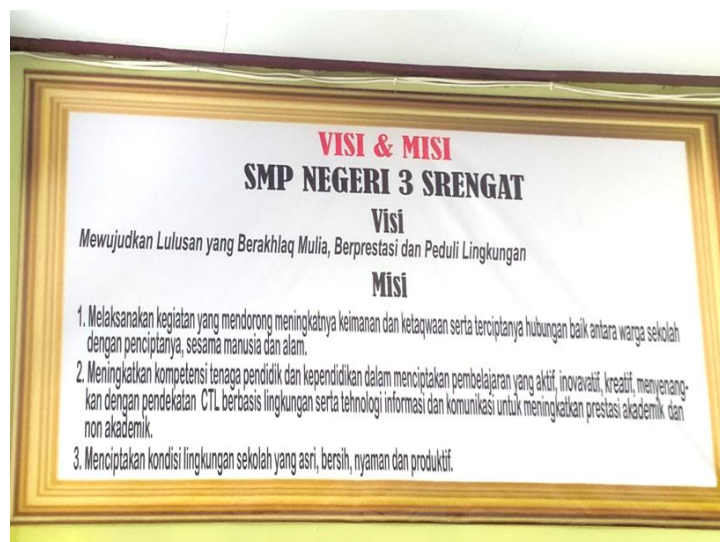 VISI & MISI
SMP NEGERI 3 SRENGAT
Visi
Mewujudkan Lulusan yang Berakhlaq Mulia, Berprestasi dan Peduli Lingkungan
Misi
1. Melaksanakan kegiatan yang mendorong meningkatnya keimanan dan ketaqwaan serta terciptanya hubungan baik antara warga sekolah
dengan penciptanya, sesama manusia dan alam.
2. Meningkatkan kompetensi tenaga pendidik dan kependidikan dalam menciptakan pembelajaran yang aktif, inovavatif, kreatif, menyenang-
kan dengan pendekatan CTL berbasis lingkungan serta tehnologi informasi dan komunikasi untuk meningkatkan prestasi akademik dan
non akademik.
3. Menciptakan kondisi lingkungan sekolah yang asri, bersih, nyaman dan produktif.